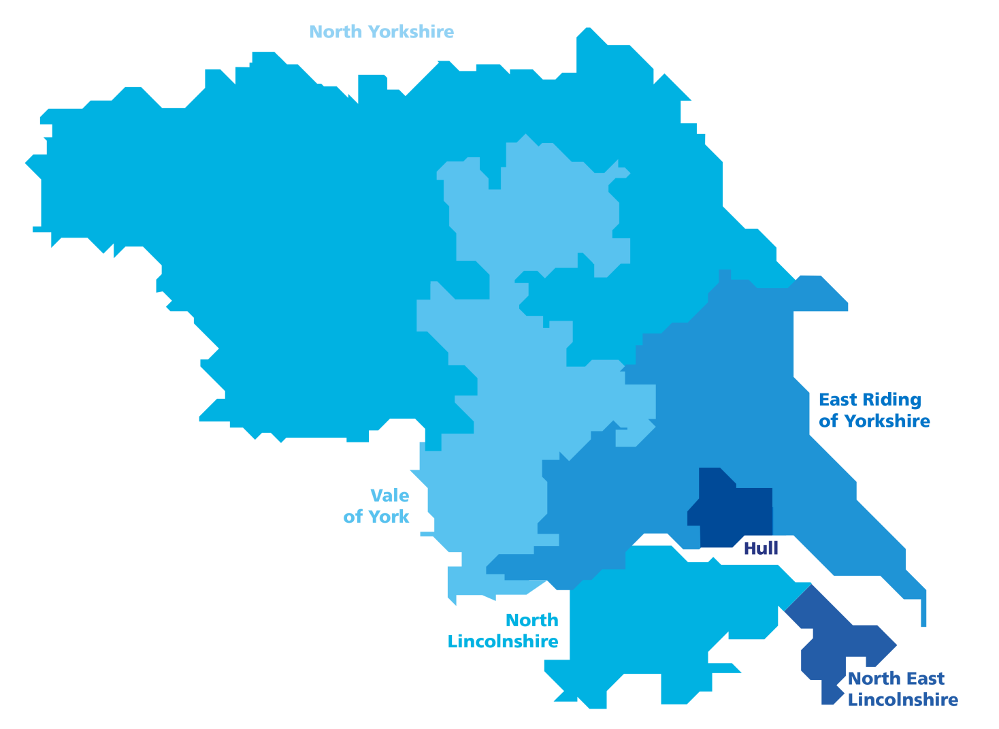 North Yorkshire
East Riding
of Yorkshire
Vale
of York
Hull
North
Lincolnshire
North East
Lincolnshire